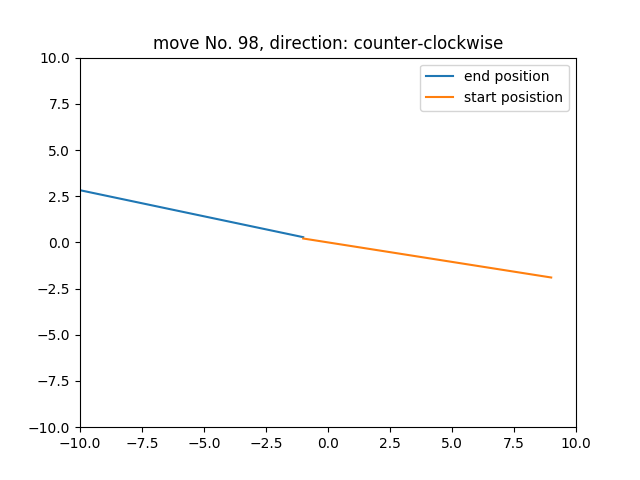 move No. 98, direction: counter-clockwise
end position
start posistion
10.0
7.5
5.0
2.5
0.0
−2.5
−5.0
−7.5
−10.0
−10.0 −7.5 −5.0 −2.5 0.0 2.5 5.0 7.5 10.0